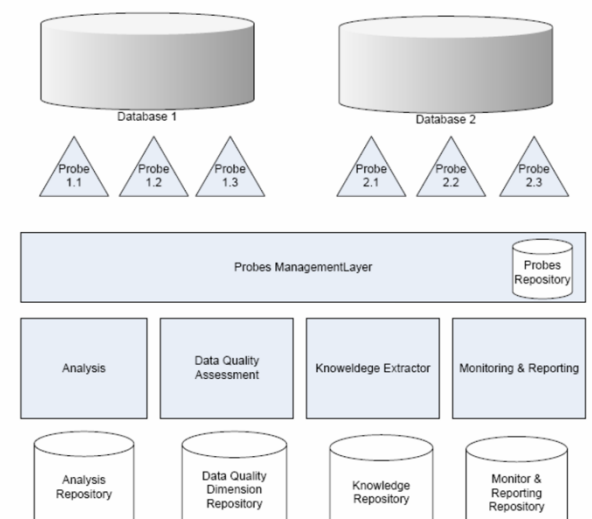 Database 1
Database 2
Probe
1.1
Probe
1.2
Probe
1.3
Probe
2.1
Probe
2.2
Probe
2.3
Probes ManagementLayer
Probes
Repository
Analysis
Data Quality
Assessment
Knoweldege Extractor
Monitoring & Reporting
Analysis
Repository
Data Quality
Dimension
Repository
Knowledge
Repository
Monitor &
Reporting
Repository